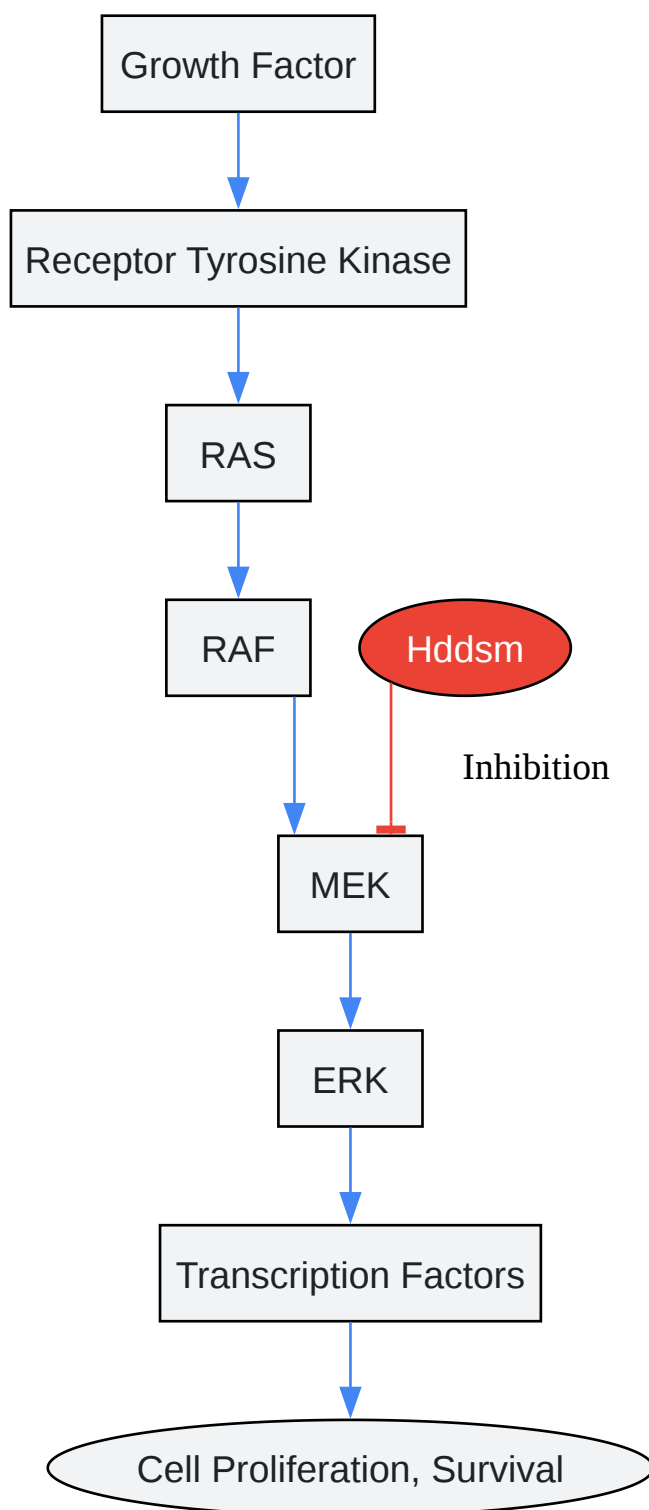 Growth Factor
Receptor Tyrosine Kinase
RAS
RAF
Hddsm
Inhibition
MEK
ERK
Transcription Factors
Cell Proliferation, Survival